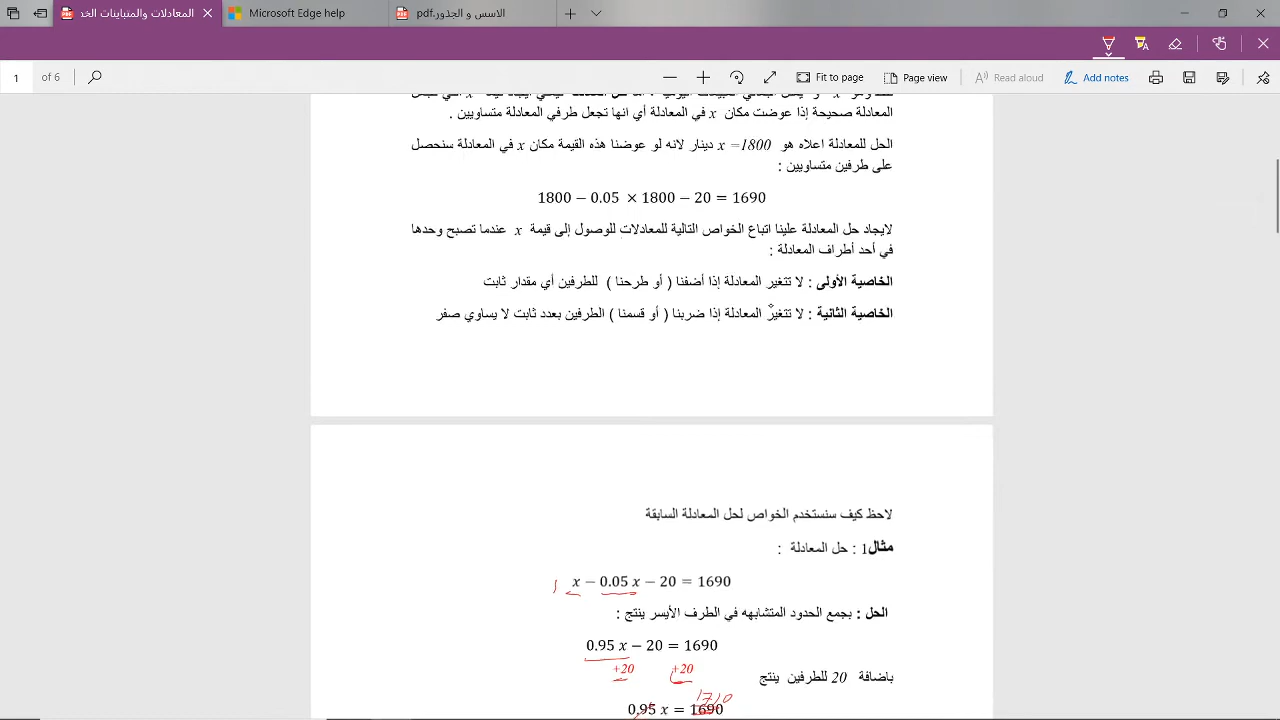 المعادلات والمتباينات الخد
Microsoft Edge help
الاسس و الجذور.pdf
1 of 6
Fit to page
Page view
Read aloud
Add notes
المعادلة صحيحة إذا عوضت مكان x في المعادلة أي انها تجعل طرفي المعادلة متساويين .
الحل للمعادلة اعلاه هو x =1800 دينار لانه لو عوضنا هذه القيمة مكان x في المعادلة سنحصل
على طرفين متساويين :
1800 − 0.05 × 1800 − 20 = 1690
لايجاد حل المعادلة علينا اتباع الخواص التالية للمعادلات للوصول إلى قيمة x عندما تصبح وحدها
في أحد أطراف المعادلة :
الخاصية الأولى : لا تتغير المعادلة إذا أضفنا ( أو طرحنا ) للطرفين أي مقدار ثابت
الخاصية الثانية : لا تتغير المعادلة إذا ضربنا ( أو قسمنا ) الطرفين بعدد ثابت لا يساوي صفر
لاحظ كيف سنستخدم الخواص لحل المعادلة السابقة
مثال1 : حل المعادلة :
x − 0.05 x − 20 = 1690
الحل : بجمع الحدود المتشابهه في الطرف الأيسر ينتج :
0.95 x − 20 = 1690
+20 +20
باضافة 20 للطرفين ينتج
1710
0.95 x = 1690